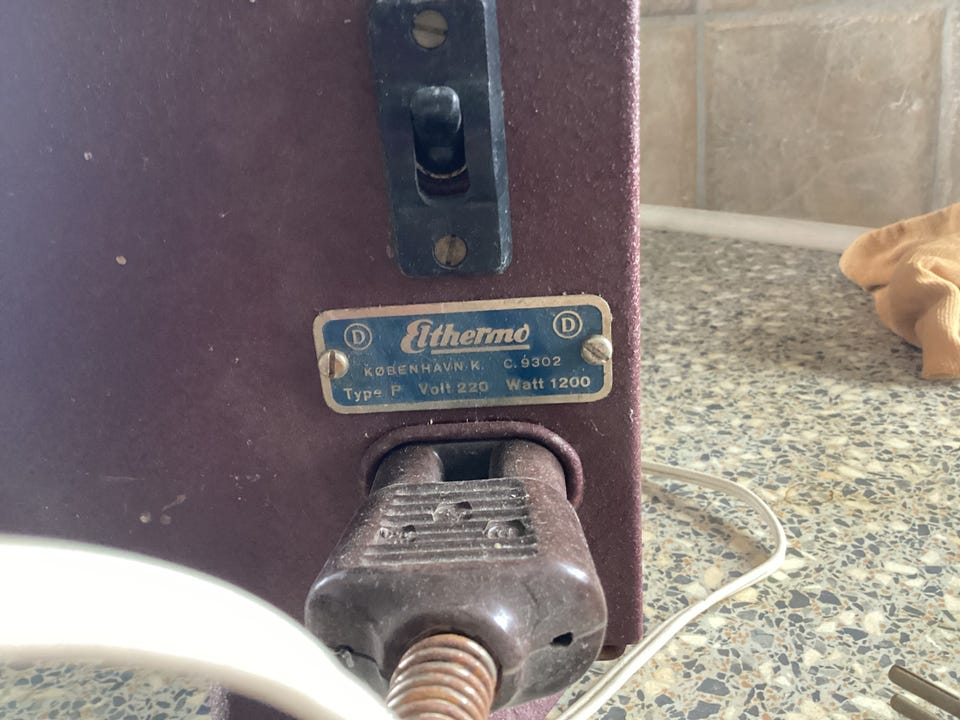 D Elthermo D
KØBENHAVN.K. C.9302
Type P Volt 220 Watt 1200